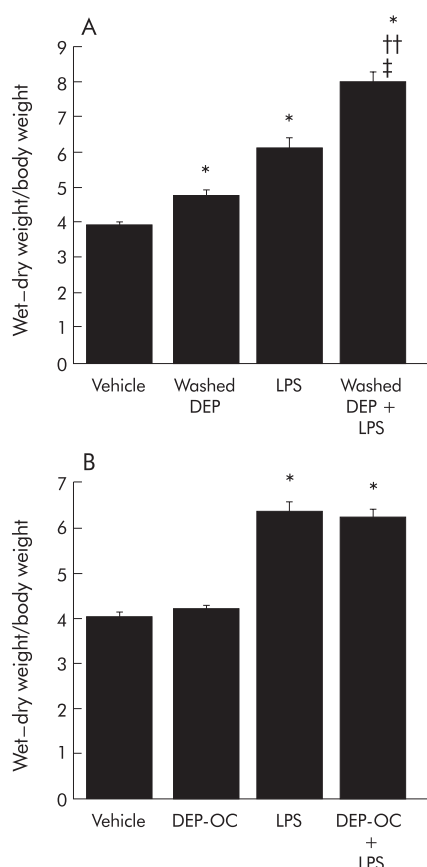 A
*
††
‡
9
8
7
6
5
4
3
2
1
0
*
*
Wet–dry weight/body weight
Vehicle
Washed
DEP
LPS
Washed
DEP +
LPS
B
*
*
7
6
5
4
3
2
1
0
Wet–dry weight/body weight
Vehicle
DEP-OC
LPS
DEP-OC
+
LPS